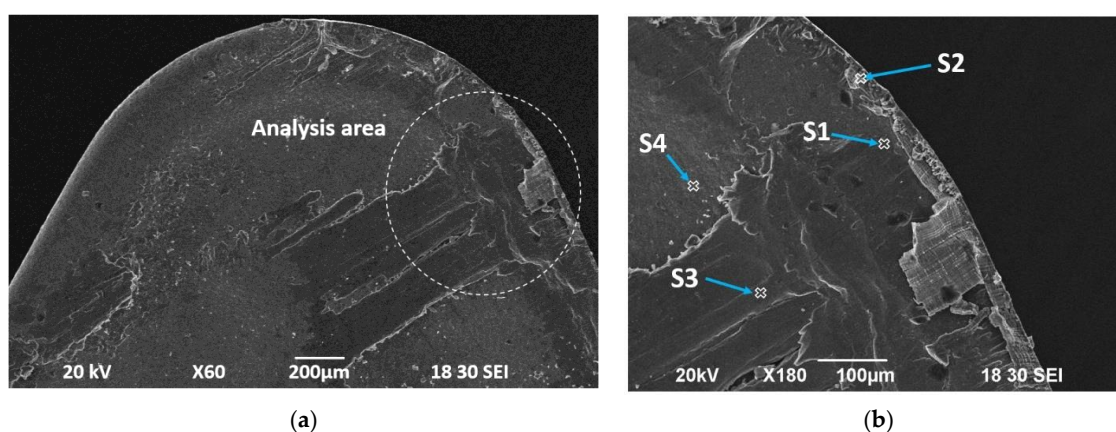 Analysis area
20 kV X60 200µm 18 30 SEI
S2
S1
S4
S3
20kV X180 100µm 18 30 SEI
(a) (b)